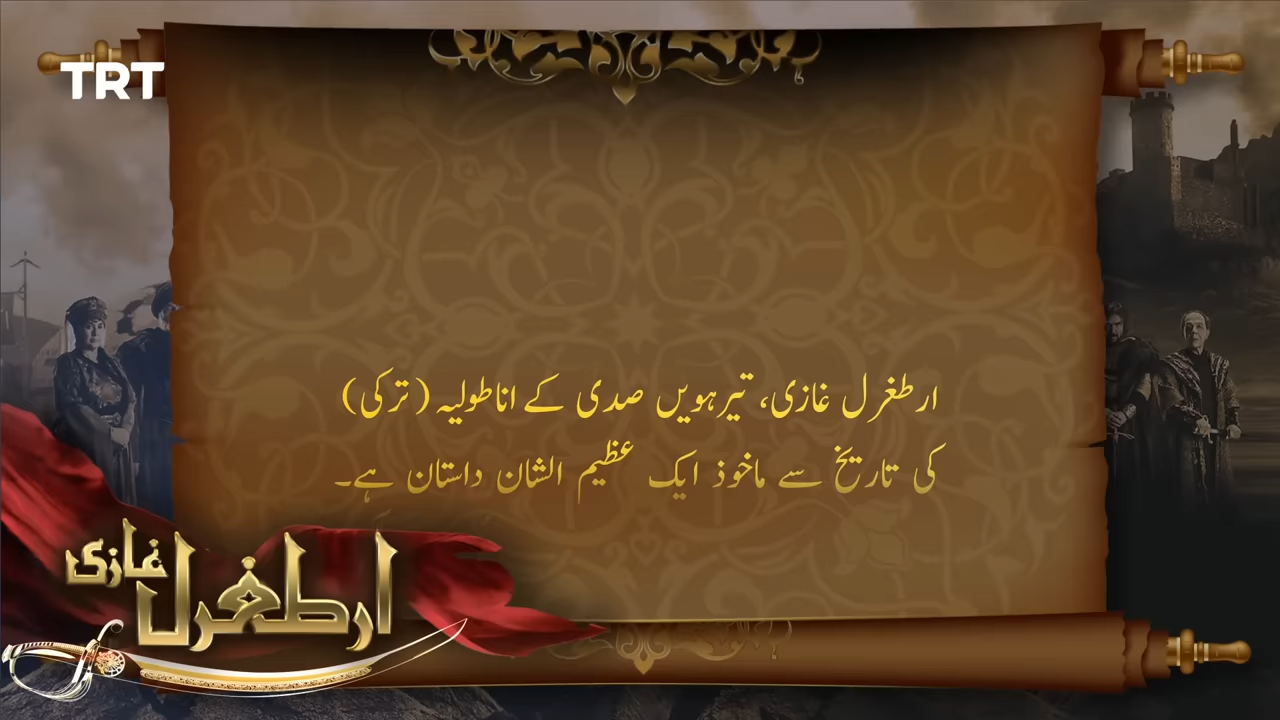 TRT
ارطغرل غازی، تیرہویں صدی کے اناطولیہ (ترکی)
کی تاریخ سے ماخوذ ایک عظیم الشان داستان ہے۔
ارطغرل غازی